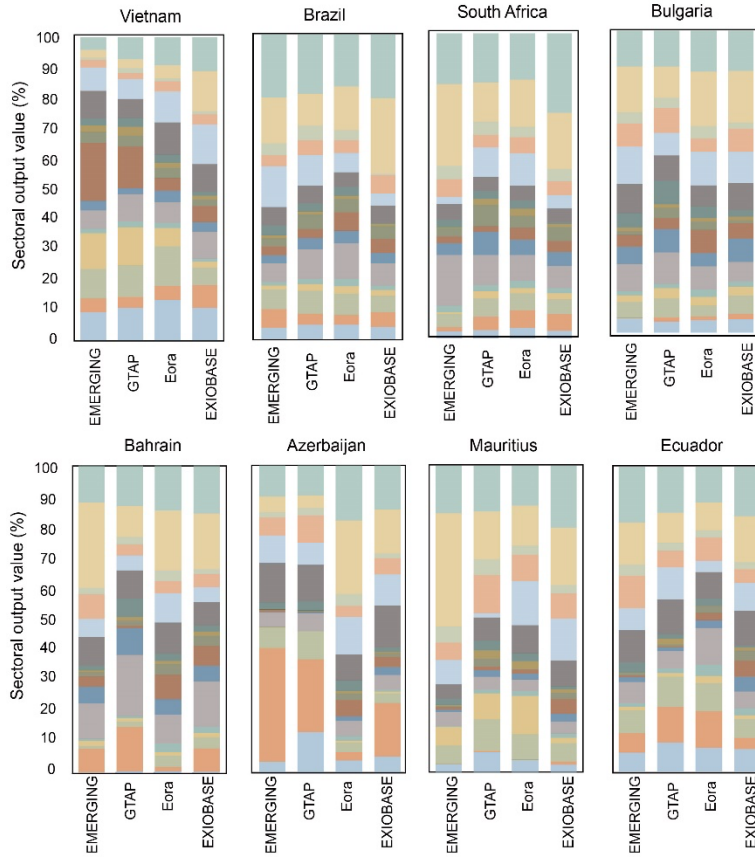 Vietnam
Brazil
South Africa
Bulgaria
Sectoral output value (%)
100
90
80
70
60
50
40
30
20
10
0
EMERGING
GTAP
Eora
EXIOBASE
EMERGING
GTAP
Eora
EXIOBASE
EMERGING
GTAP
Eora
EXIOBASE
EMERGING
GTAP
Eora
EXIOBASE
Bahrain
Azerbaijan
Mauritius
Ecuador
Sectoral output value (%)
100
90
80
70
60
50
40
30
20
10
0
EMERGING
GTAP
Eora
EXIOBASE
EMERGING
GTAP
Eora
EXIOBASE
EMERGING
GTAP
Eora
EXIOBASE
EMERGING
GTAP
Eora
EXIOBASE